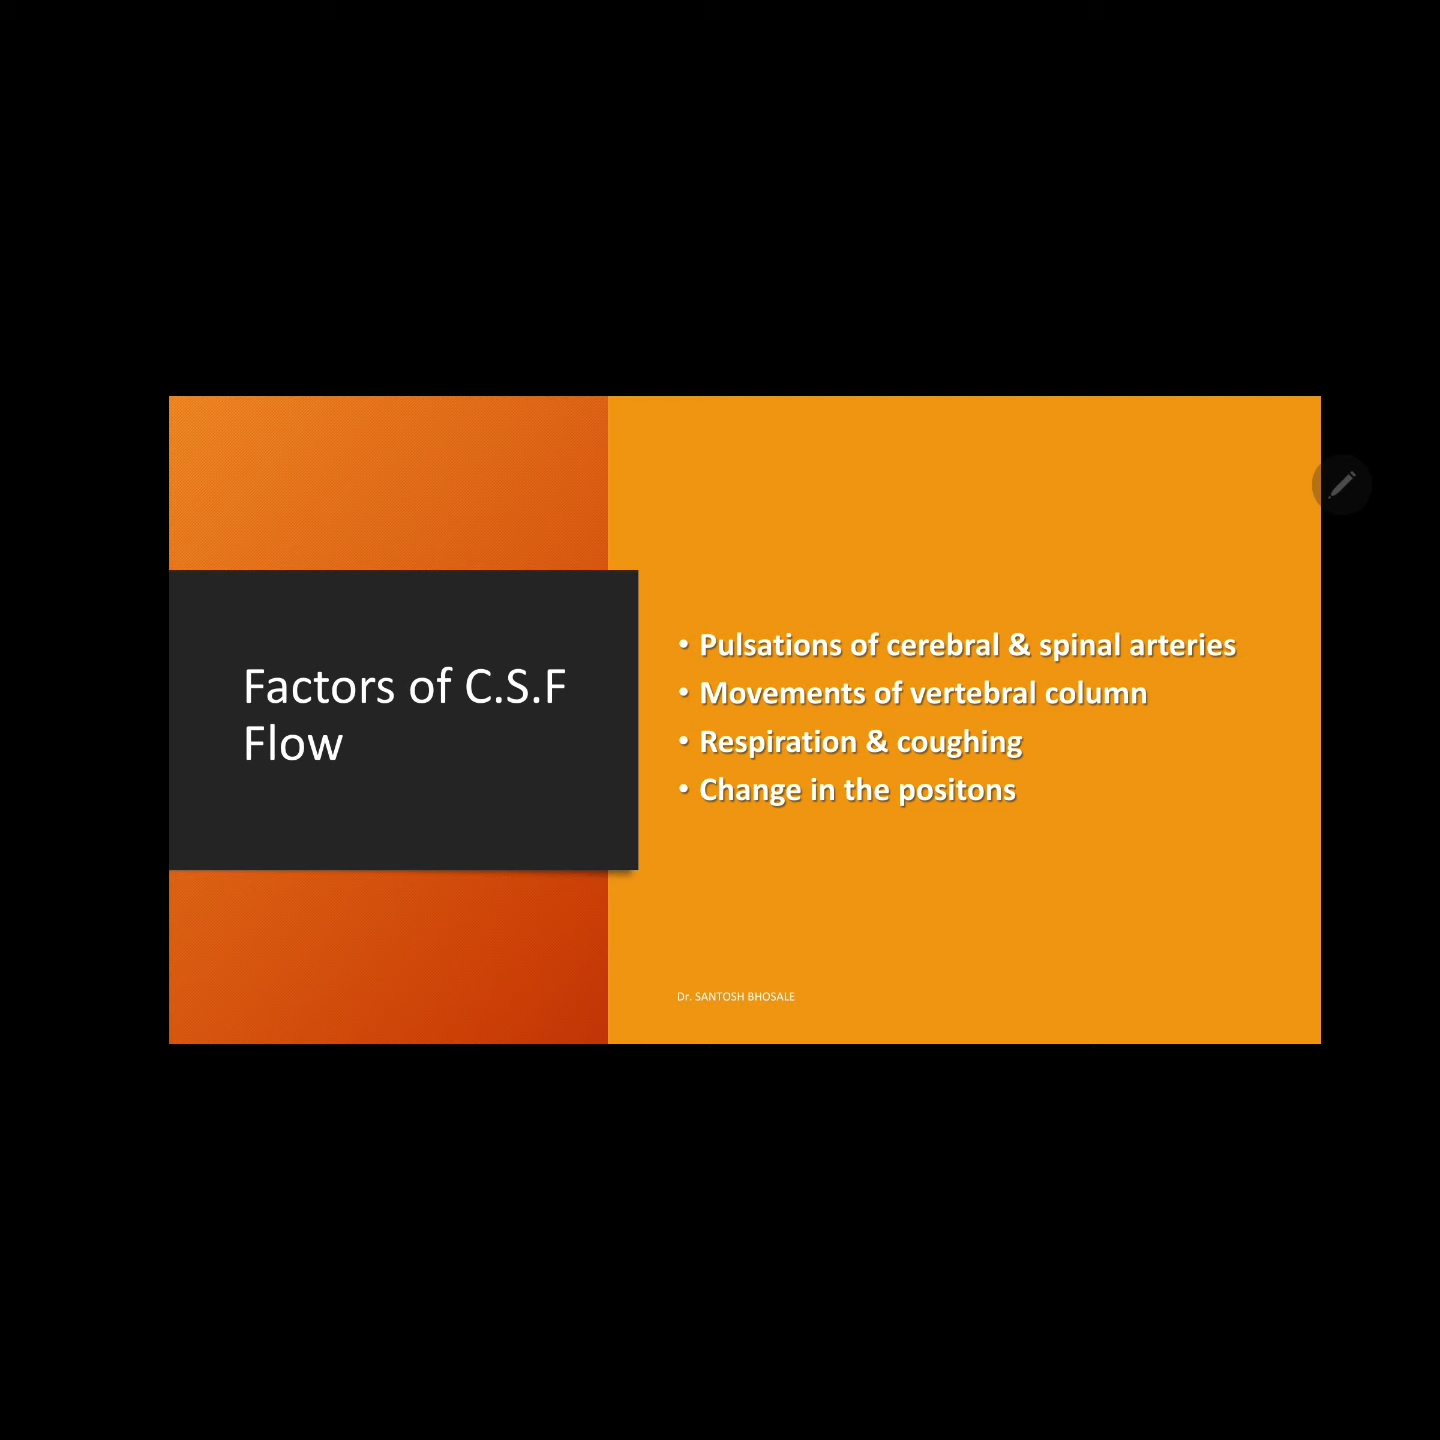 Factors of C.S.F
Flow
• Pulsations of cerebral & spinal arteries
• Movements of vertebral column
• Respiration & coughing
• Change in the positons
Dr. SANTOSH BHOSALE